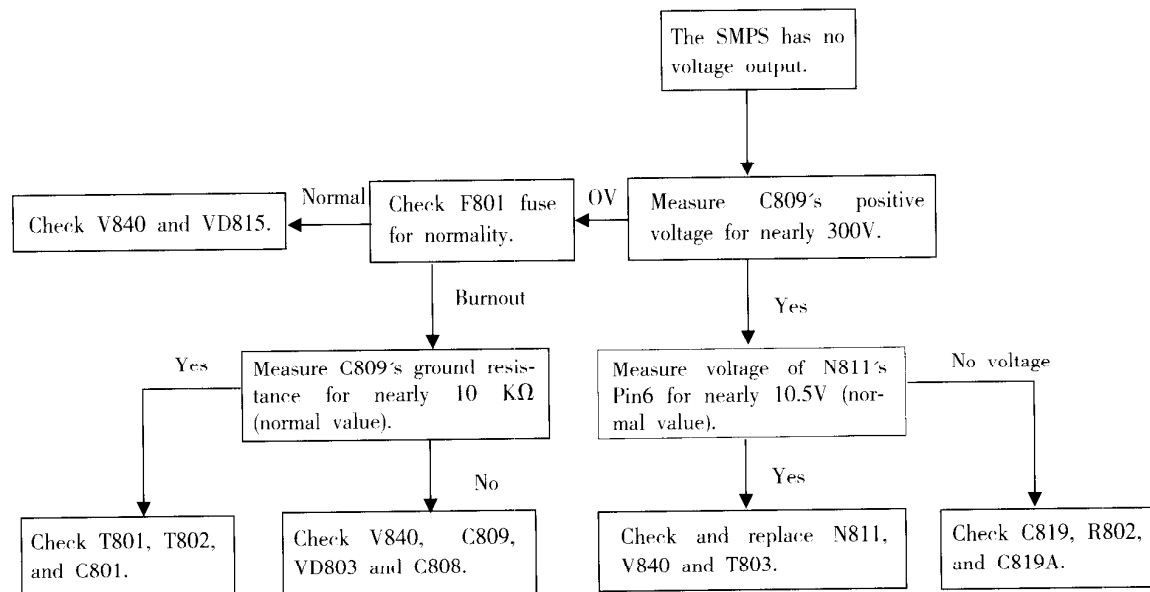 The SMPS has no
voltage output.
Measure C809´s positive
voltage for nearly 300V.
OV
Check F801 fuse
for normality.
Normal
Check V840 and VD815.
Burnout
Yes
Measure C809´s ground resis-
tance for nearly 10 KΩ
(normal value).
Yes
Measure voltage of N811´s
Pin6 for nearly 10.5V (nor-
mal value).
No voltage
No
Yes
Check T801, T802,
and C801.
Check V840, C809,
VD803 and C808.
Check and replace N811,
V840 and T803.
Check C819, R802,
and C819A.